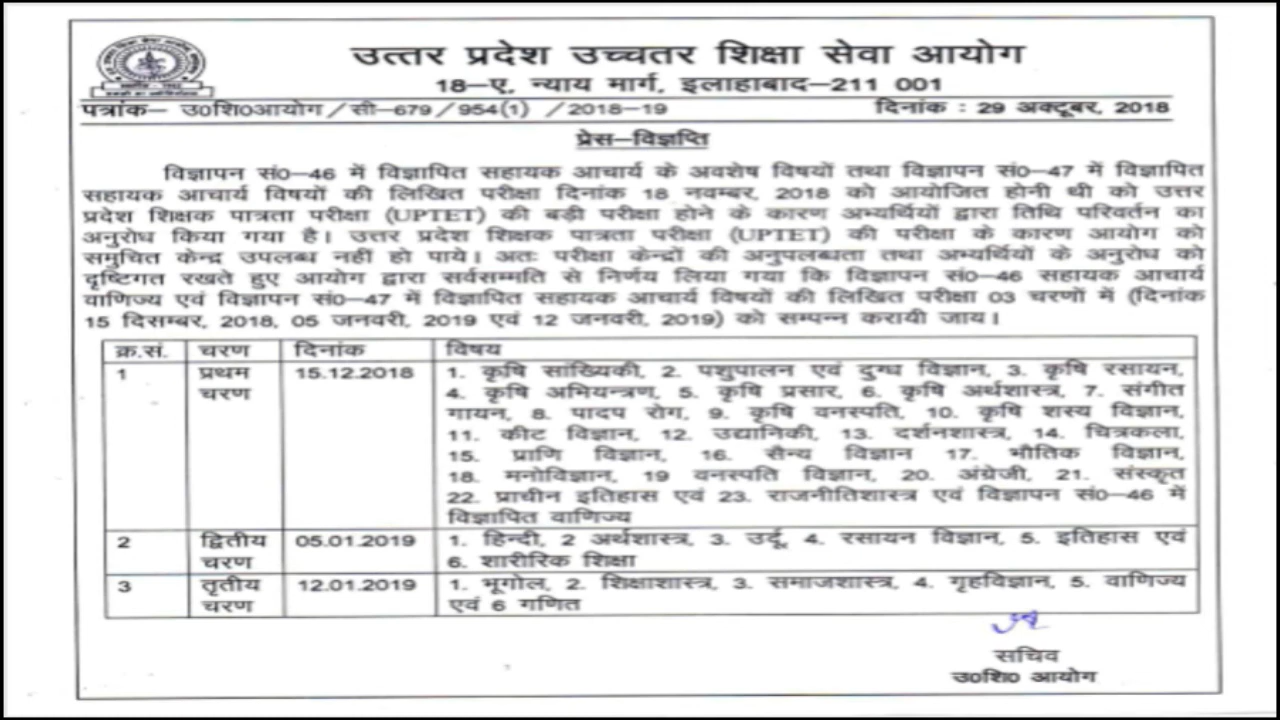 उत्तर प्रदेश उच्चतर शिक्षा सेवा आयोग
18–ए, न्याय मार्ग, इलाहाबाद–211 001
पत्रांक– उ0शि0आयोग/सी–679/954(1) /2018-19 दिनांक : 29 अक्टूबर, 2018
प्रेस–विज्ञप्ति
विज्ञापन सं0–46 में विज्ञापित सहायक आचार्य के अवशेष विषयों तथा विज्ञापन सं0–47 में विज्ञापित
सहायक आचार्य विषयों की लिखित परीक्षा दिनांक 18 नवम्बर, 2018 को आयोजित होनी थी को उत्तर
प्रदेश शिक्षक पात्रता परीक्षा (UPTET) की बड़ी परीक्षा होने के कारण अभ्यर्थियों द्वारा तिथि परिवर्तन का
अनुरोध किया गया है। उत्तर प्रदेश शिक्षक पात्रता परीक्षा (UPTET) की परीक्षा के कारण आयोग को
समुचित केन्द्र उपलब्ध नहीं हो पाये। अतः परीक्षा केन्द्रों की अनुपलब्धता तथा अभ्यर्थियों के अनुरोध को
दृष्टिगत रखते हुए आयोग द्वारा सर्वसम्मति से निर्णय लिया गया कि विज्ञापन सं0–46 सहायक आचार्य
वाणिज्य एवं विज्ञापन सं0–47 में विज्ञापित सहायक आचार्य विषयों की लिखित परीक्षा 03 चरणों में (दिनांक
15 दिसम्बर, 2018, 05 जनवरी, 2019 एवं 12 जनवरी, 2019) को सम्पन्न करायी जाय।
क्र.सं. चरण दिनांक विषय
1 प्रथम 15.12.2018 1. कृषि सांख्यिकी, 2. पशुपालन एवं दुग्ध विज्ञान, 3. कृषि रसायन,
चरण 4. कृषि अभियन्त्रण, 5. कृषि प्रसार, 6. कृषि अर्थशास्त्र, 7. संगीत
गायन, 8. पादप रोग, 9. कृषि वनस्पति, 10. कृषि शस्य विज्ञान,
11. कीट विज्ञान, 12. उद्यानिकी, 13. दर्शनशास्त्र, 14. चित्रकला,
15. प्राणि विज्ञान, 16. सैन्य विज्ञान 17. भौतिक विज्ञान,
18. मनोविज्ञान, 19 वनस्पति विज्ञान, 20. अंग्रेजी, 21. संस्कृत
22. प्राचीन इतिहास एवं 23. राजनीतिशास्त्र एवं विज्ञापन सं0–46 में
विज्ञापित वाणिज्य
2 द्वितीय 05.01.2019 1. हिन्दी, 2 अर्थशास्त्र, 3. उर्दू, 4. रसायन विज्ञान, 5. इतिहास एवं
चरण 6. शारीरिक शिक्षा
3 तृतीय 12.01.2019 1. भूगोल, 2. शिक्षाशास्त्र, 3. समाजशास्त्र, 4. गृहविज्ञान, 5. वाणिज्य
चरण एवं 6 गणित
सचिव
उ0शि0 आयोग